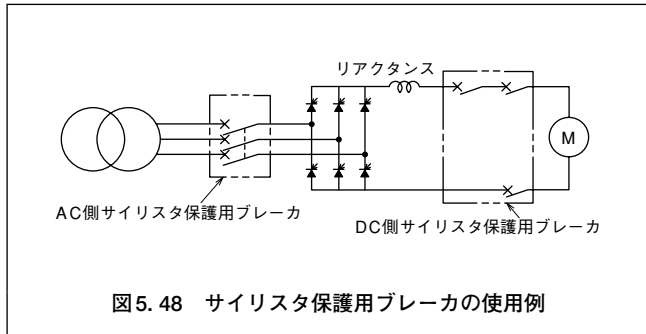 リアクタンス
M
AC側サイリスタ保護用ブレーカ
DC側サイリスタ保護用ブレーカ
図5. 48 サイリスタ保護用ブレーカの使用例